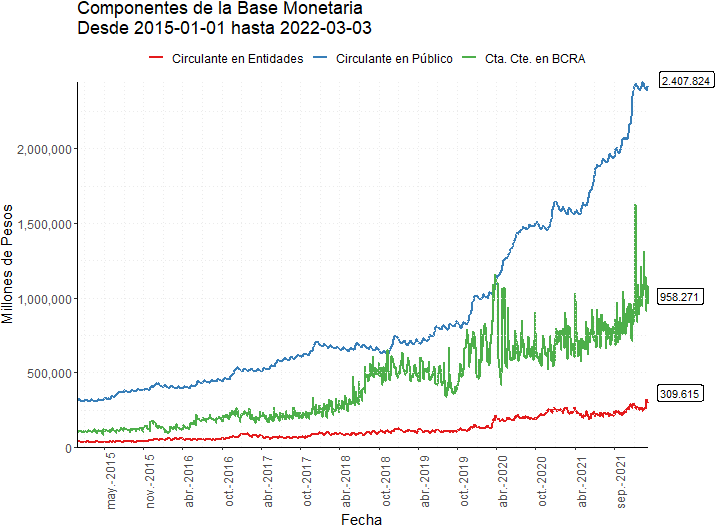 Componentes de la Base Monetaria
Desde 2015-01-01 hasta 2022-03-03
Circulante en Entidades Circulante en Público Cta. Cte. en BCRA
2.407.824
2,000,000
1,500,000
1,000,000
958.271
500,000
309.615
0
Millones de Pesos
may.-2015 nov.-2015 abr.-2016 oct.-2016 abr.-2017 oct.-2017 abr.-2018 oct.-2018 abr.-2019 oct.-2019 abr.-2020 oct.-2020 abr.-2021 sep.-2021
Fecha